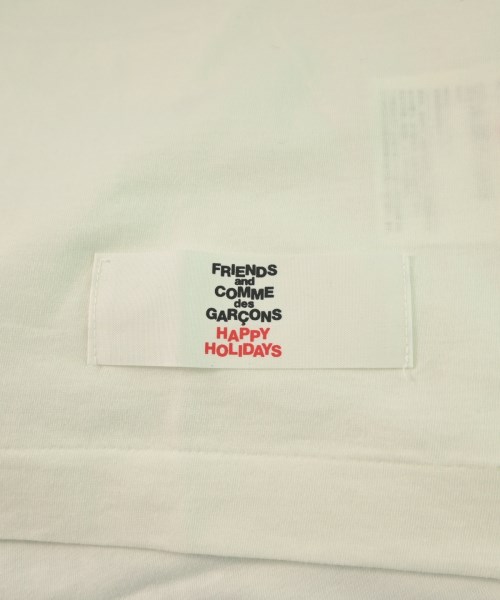 FRIENDS
and
COMME
des
GARÇONS
HAPPY
HOLIDAYS